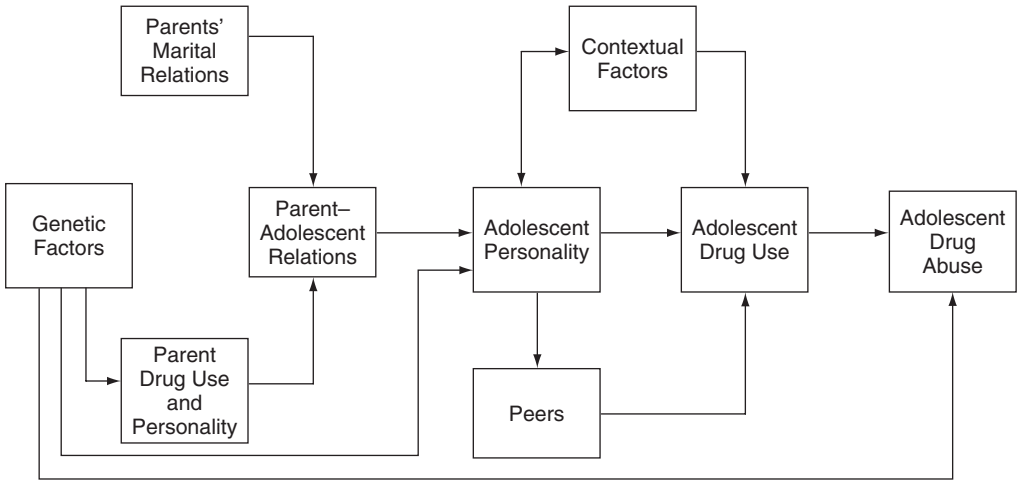 Parents'
Marital
Relations
Contextual
Factors
Genetic
Factors
Parent–
Adolescent
Relations
Adolescent
Personality
Adolescent
Drug Use
Adolescent
Drug
Abuse
Parent
Drug Use
and
Personality
Peers